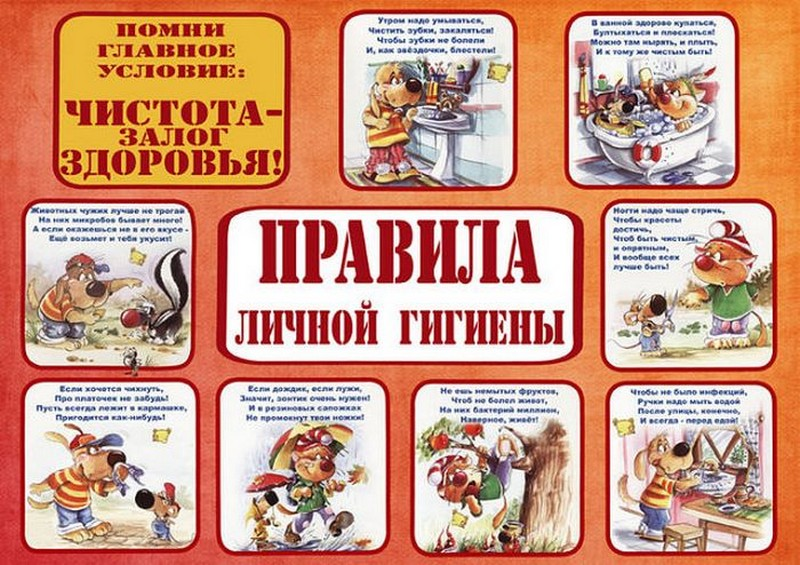 ПОМНИ
ГЛАВНОЕ
УСЛОВИЕ:
ЧИСТОТА-
ЗАЛОГ
ЗДОРОВЬЯ!
Утром надо умываться,
Чистить зубки, закаляться!
Чтобы зубки не болели
И, как звёздочки, блестели!
В ванной здорово купаться,
Бултыхаться и плескаться!
Можно там нырять, и плыть,
И к тому же чистым быть!
Животных чужих лучше не трогай
На них микробов бывает много!
А если окажешься не в его вкусе -
Ещё возьмет и тебя укусит!
ПРАВИЛА
ЛИЧНОЙ ГИГИЕНЫ
Ногти надо чаще стричь,
Чтобы красоты
достичь,
Чтоб быть чистым,
и опрятным,
И вообще всех
лучше быть!
Если хочется чихнуть,
Про платочек не забудь!
Пусть всегда лежит в кармашке,
Пригодится как-нибудь!
Если дождик, если лужи,
Значит, зонтик очень нужен!
И в резиновых сапожках
Не промокнут твои ножки!
Не ешь немытых фруктов,
Чтоб не болел живот,
На них бактерий миллион,
Наверное, живёт!
Чтобы не было инфекций,
Ручки надо мыть водой
После улицы, конечно,
И всегда - перед едой!